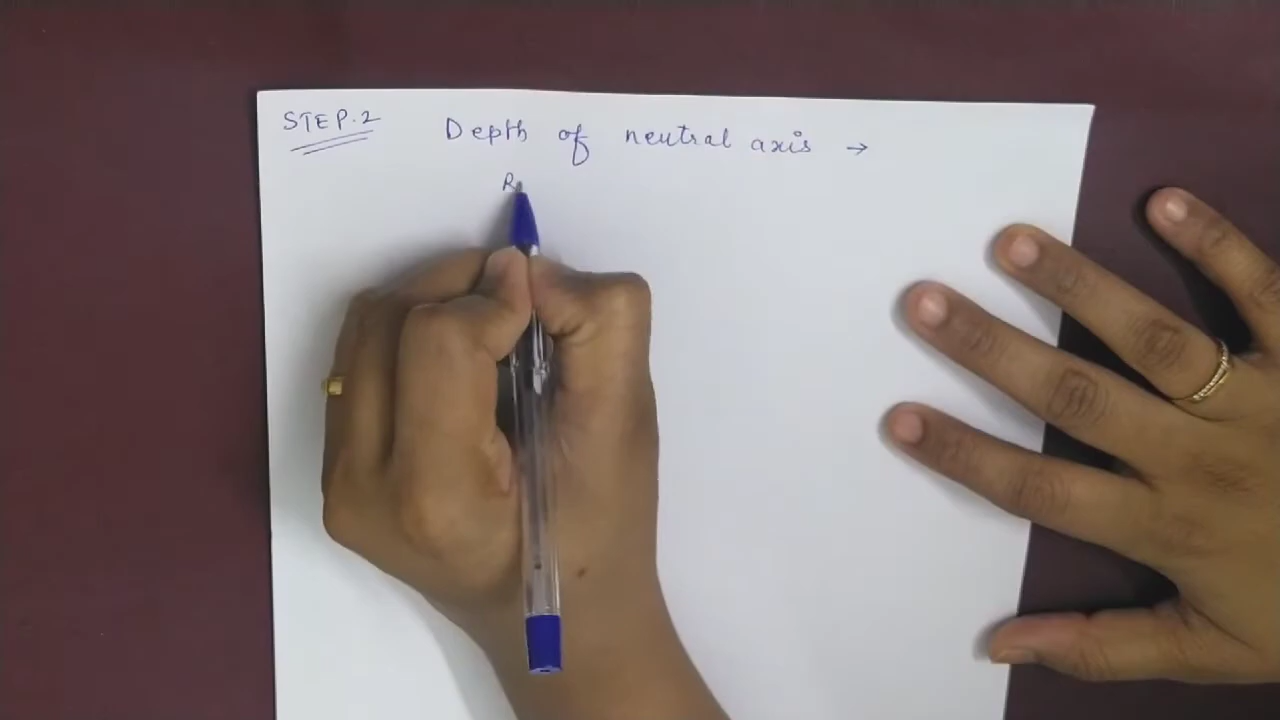 STEP.2 Depth of neutral axis →